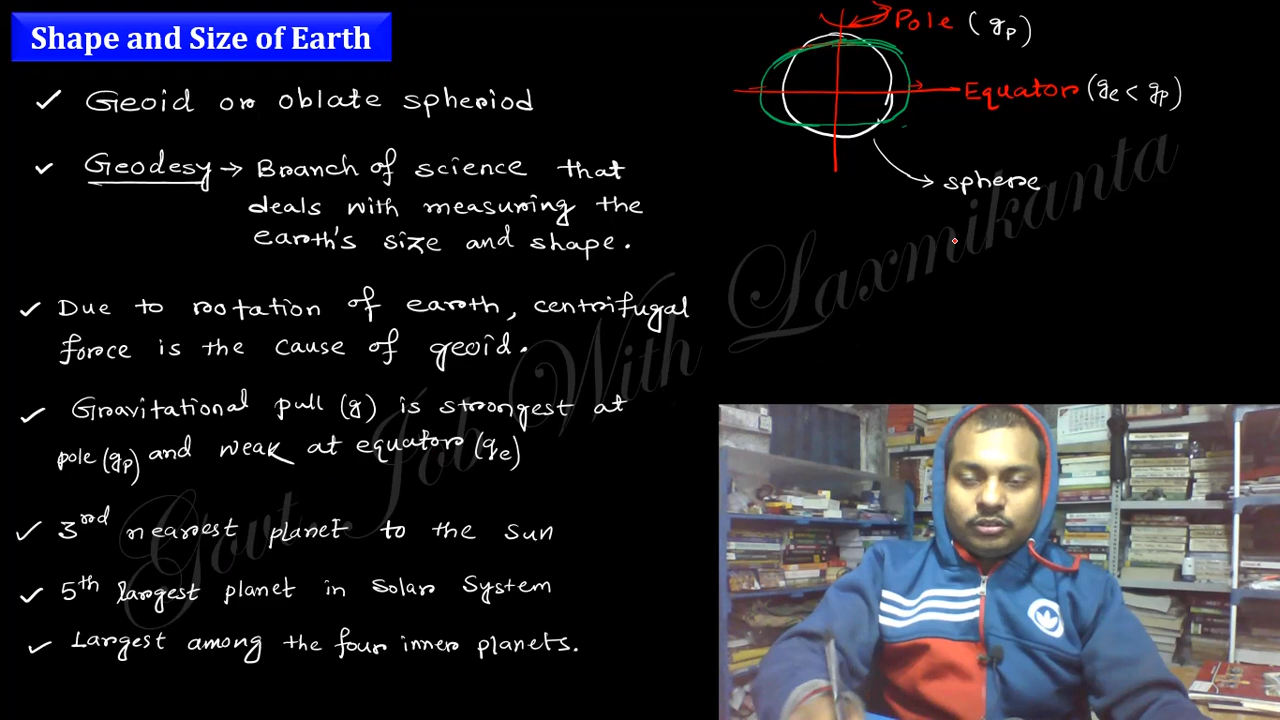 Shape and Size of Earth
✓ Geoid or oblate spheriod
✓ Geodesy → Branch of science that
deals with measuring the
earth's size and shape.
✓ Due to rotation of earth, centrifugal
force is the cause of geoid.
✓ Gravitational pull (g) is strongest at
pole (gp) and weak at equator (ge)
✓ 3rd nearest planet to the sun
✓ 5th largest planet in solar system
✓ Largest among the four inner planets.
Pole (gp)
Equator (ge < gp)
sphere
Govt Job With Laxmikanta